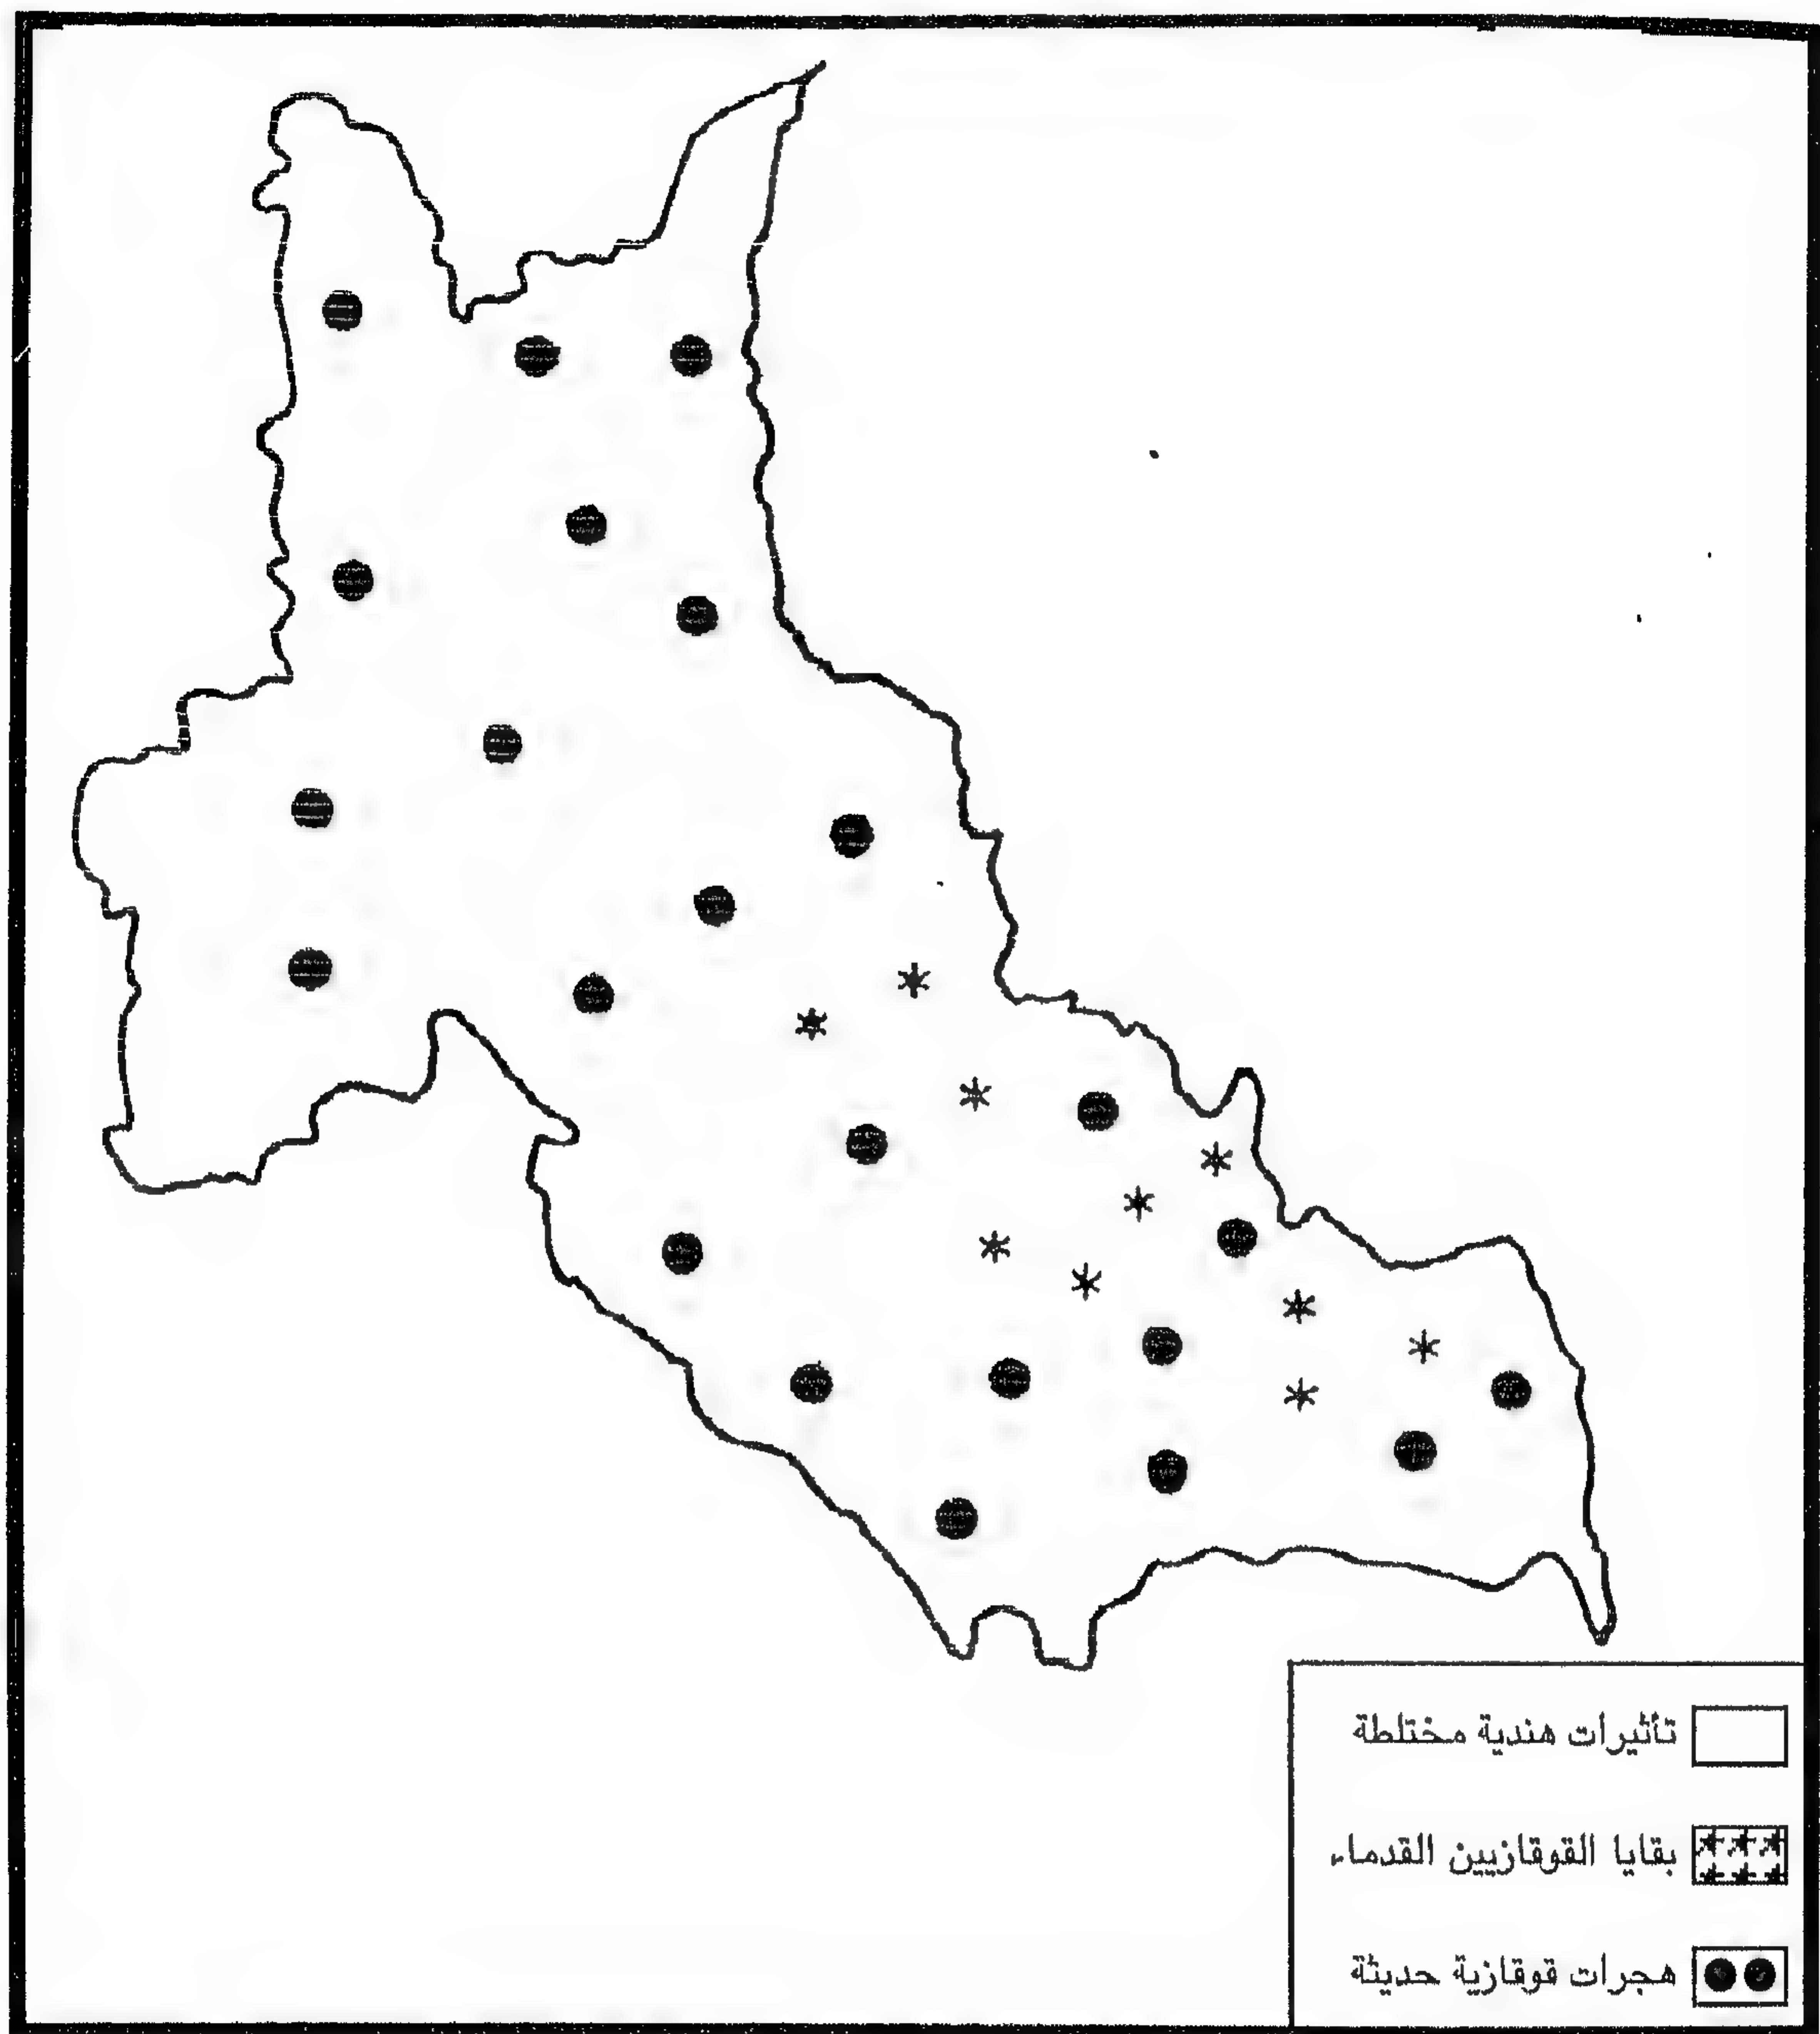 تأثيرات هندية مختلطة
بقايا القوقازيين القدماء
هجرات قوقازية حديثة